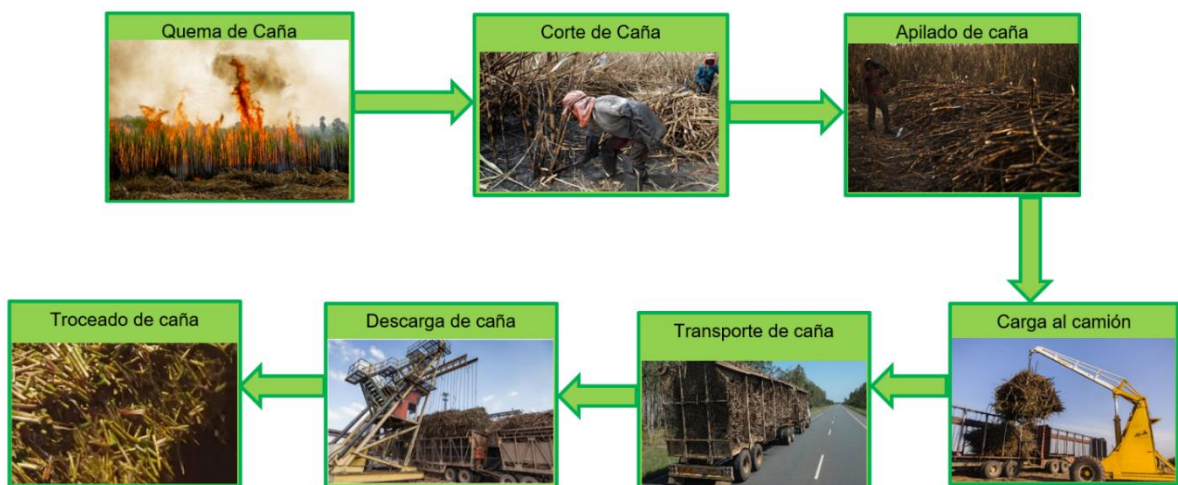 Quema de Caña
Corte de Caña
Apilado de caña
Carga al camión
Transporte de caña
Descarga de caña
Troceado de caña